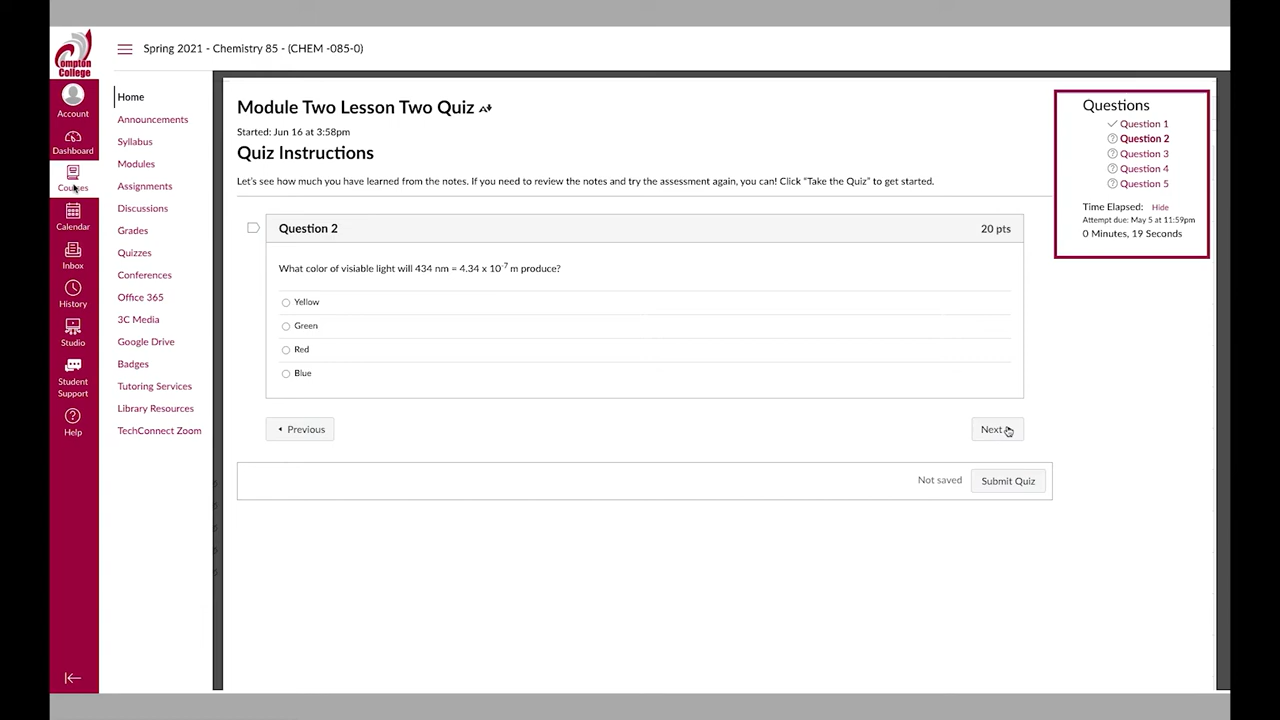 Compton
College
Spring 2021 - Chemistry 85 - (CHEM -085-0)
Account
Dashboard
Courses
Calendar
Inbox
History
Studio
Student
Support
Help
Home
Announcements
Syllabus
Modules
Assignments
Discussions
Grades
Quizzes
Conferences
Office 365
3C Media
Google Drive
Badges
Tutoring Services
Library Resources
TechConnect Zoom
Module Two Lesson Two Quiz
Started: Jun 16 at 3:58pm
Quiz Instructions
Let's see how much you have learned from the notes. If you need to review the notes and try the assessment again, you can! Click "Take the Quiz" to get started.
Question 2 20 pts
What color of visiable light will 434 nm = 4.34 x 10⁻⁷ m produce?
Yellow
Green
Red
Blue
Previous
Next
Not saved Submit Quiz
Questions
Question 1
Question 2
Question 3
Question 4
Question 5
Time Elapsed: Hide
Attempt due: May 5 at 11:59pm
0 Minutes, 19 Seconds